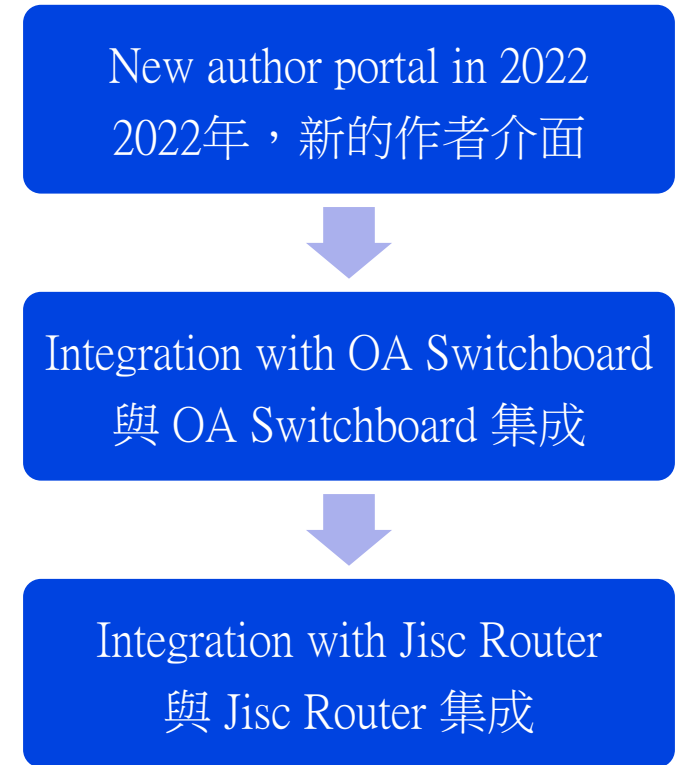 New author portal in 2022
2022年，新的作者介面
Integration with OA Switchboard
與 OA Switchboard 集成
Integration with Jisc Router
與 Jisc Router 集成